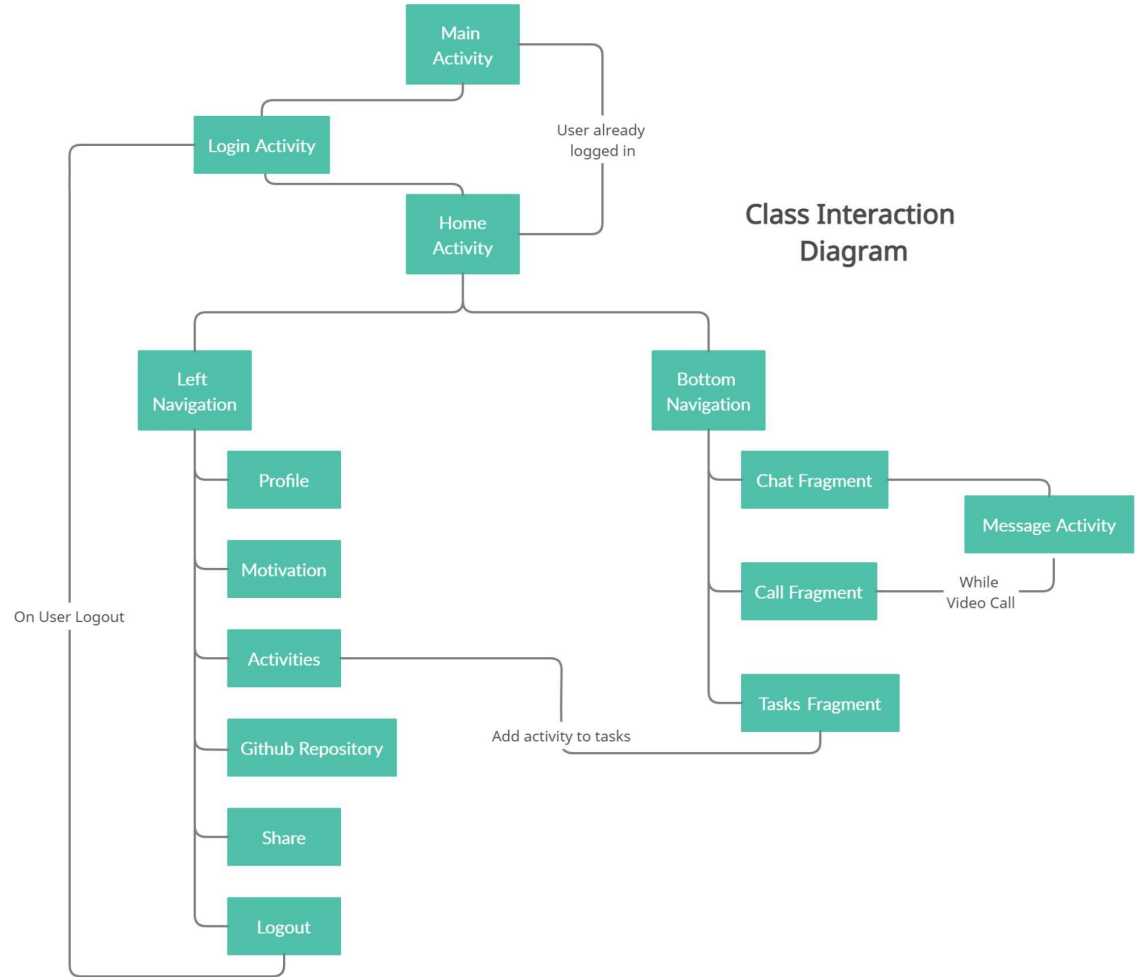 Main
Activity
Login Activity
User already
logged in
Home
Activity
Class Interaction
Diagram
Left
Navigation
Bottom
Navigation
Profile
Chat Fragment
Message Activity
Motivation
Call Fragment
While
Video Call
On User Logout
Activities
Tasks Fragment
Add activity to tasks
Github Repository
Share
Logout